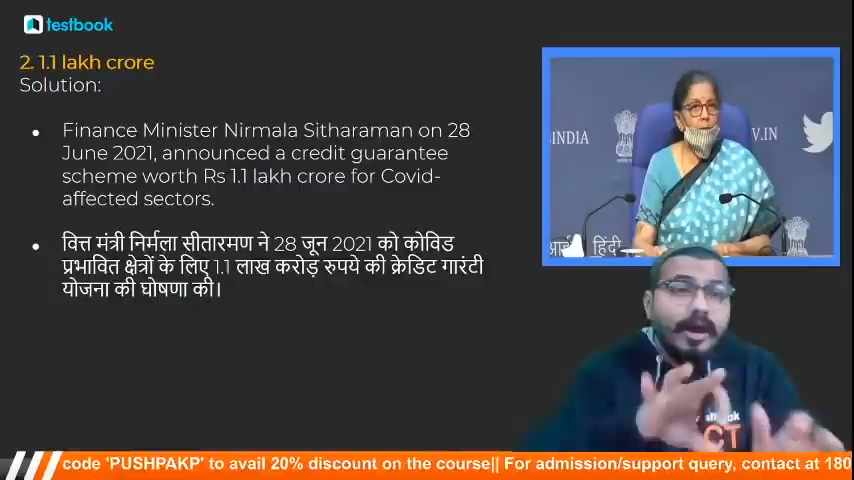 testbook
2. 1.1 lakh crore
Solution:
Finance Minister Nirmala Sitharaman on 28
June 2021, announced a credit guarantee
scheme worth Rs 1.1 lakh crore for Covid-
affected sectors.
वित्त मंत्री निर्मला सीतारमण ने 28 जून 2021 को कोविड
प्रभावित क्षेत्रों के लिए 1.1 लाख करोड़ रुपये की क्रेडिट गारंटी
योजना की घोषणा की।
INDIA
V.IN
हिंदी
CT
code 'PUSHPAKP' to avail 20% discount on the course|| For admission/support query, contact at 180